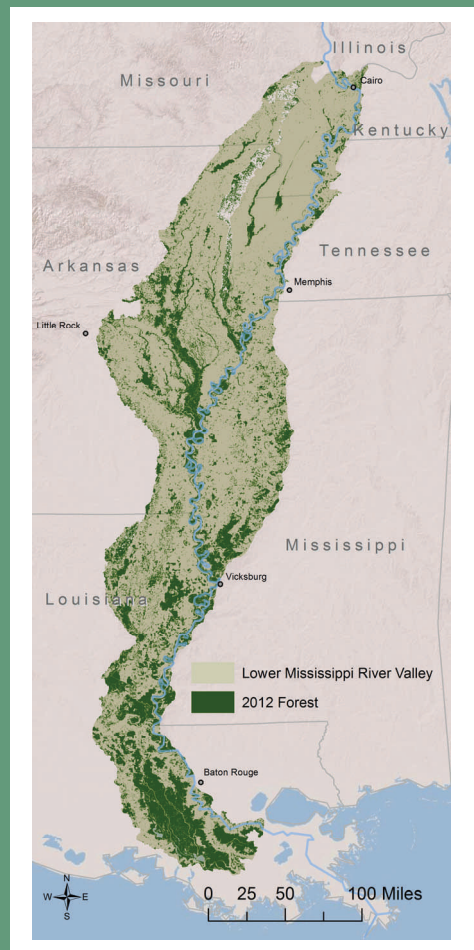 Illinois
Missouri
Cairo
Kentucky
Tennessee
Arkansas
Memphis
Little Rock
Mississippi
Vicksburg
Louisiana
Lower Mississippi River Valley
2012 Forest
Baton Rouge
N
W E
S
0 25 50 100 Miles